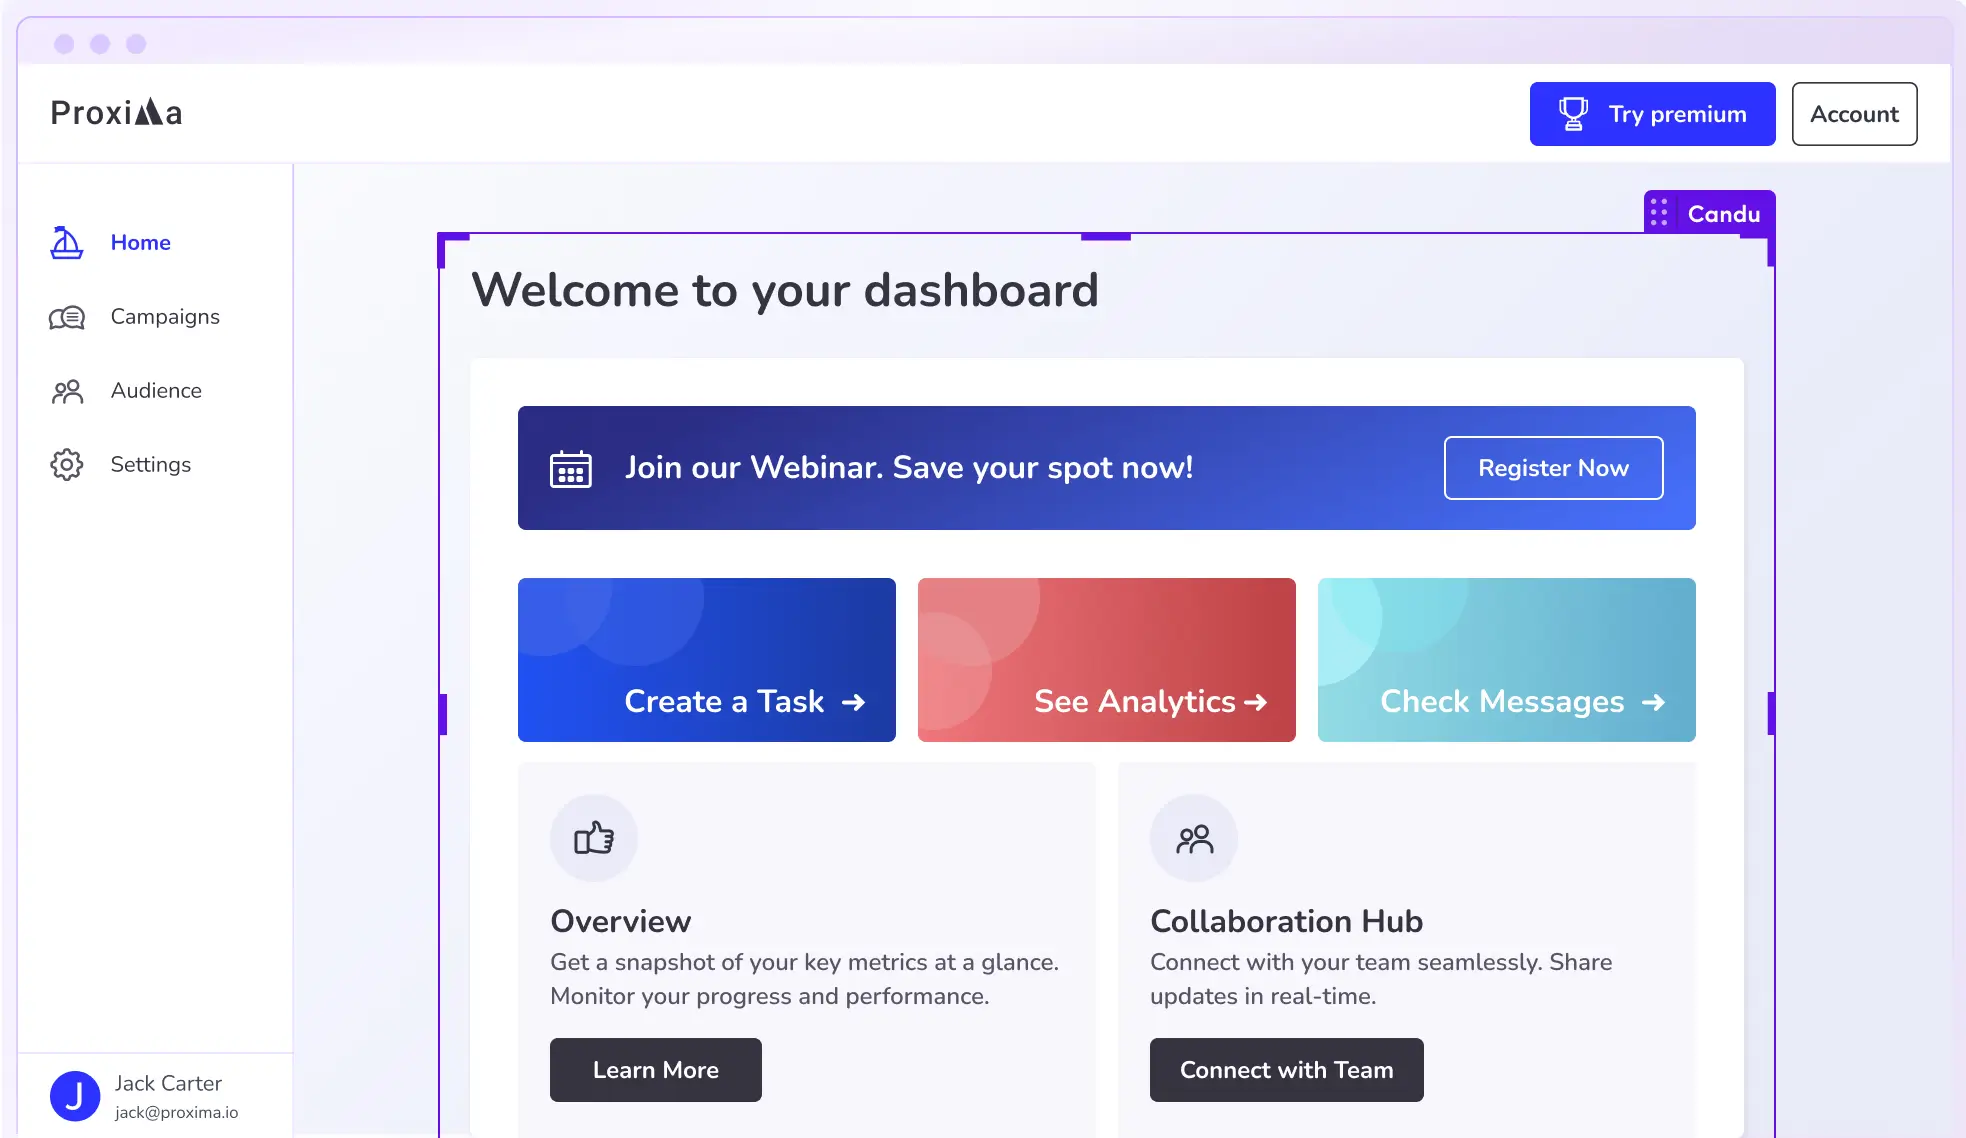 Proxima
Try premium
Account
Home
Campaigns
Audience
Settings
Candu
Welcome to your dashboard
Join our Webinar. Save your spot now!
Register Now
Create a Task →
See Analytics →
Check Messages →
Overview
Get a snapshot of your key metrics at a glance.
Monitor your progress and performance.
Learn More
Collaboration Hub
Connect with your team seamlessly. Share
updates in real-time.
Connect with Team
J
Jack Carter
jack@proxima.io